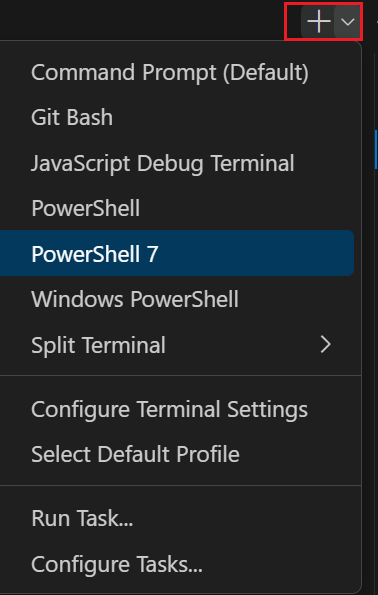 Command Prompt (Default)
Git Bash
JavaScript Debug Terminal
PowerShell
PowerShell 7
Windows PowerShell
Split Terminal
Configure Terminal Settings
Select Default Profile
Run Task...
Configure Tasks...